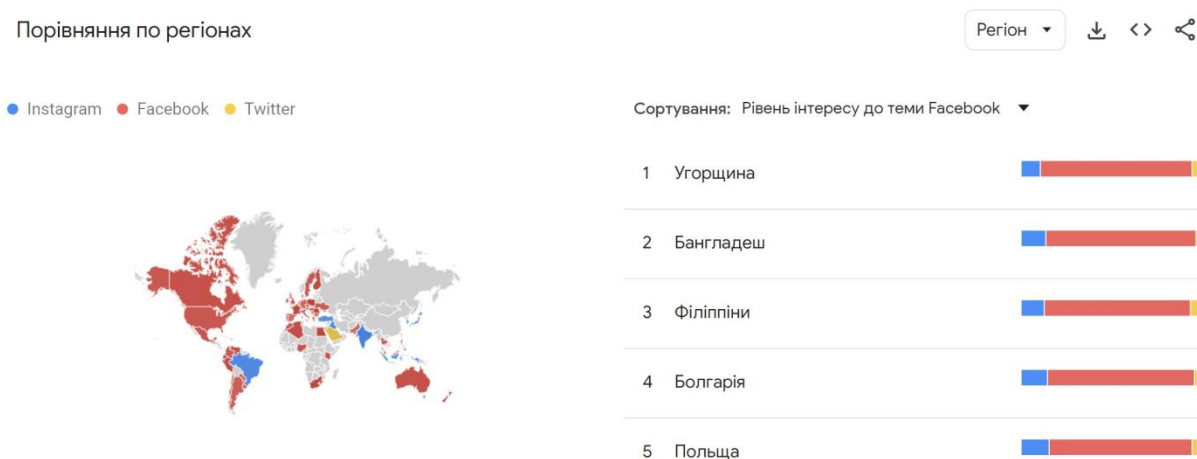 Порівняння по регіонах
Регіон
Instagram Facebook Twitter
Сортування: Рівень інтересу до теми Facebook
1 Угорщина
2 Бангладеш
3 Філіппіни
4 Болгарія
5 Польща